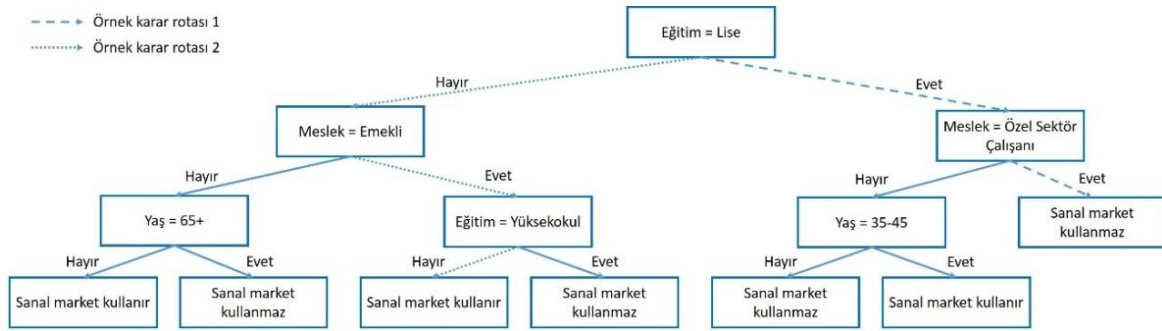 Örnek karar rotası 1
Örnek karar rotası 2
Eğitim = Lise
Hayır
Evet
Meslek = Emekli
Meslek = Özel Sektör
Çalışanı
Hayır
Evet
Hayır
Evet
Yaş = 65+
Eğitim = Yüksekokul
Yaş = 35-45
Sanal market
kullanmaz
Hayır
Evet
Hayır
Evet
Hayır
Evet
Sanal market kullanır
Sanal market
kullanmaz
Sanal market kullanır
Sanal market
kullanmaz
Sanal market
kullanmaz
Sanal market kullanır